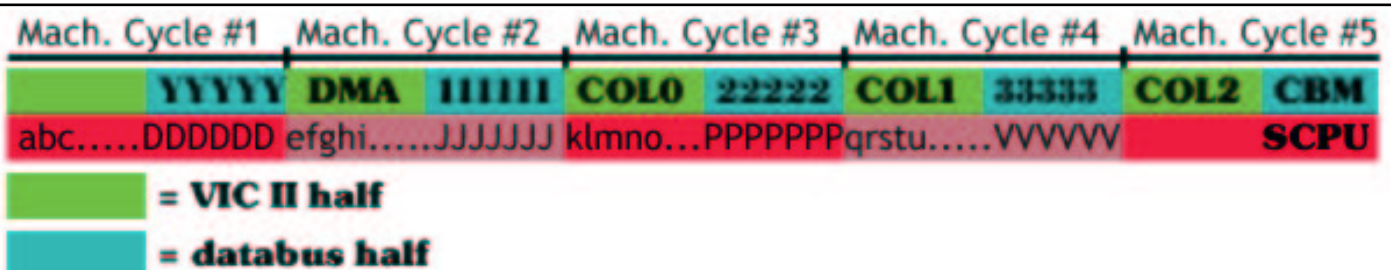 Mach. Cycle #1 Mach. Cycle #2 Mach. Cycle #3 Mach. Cycle #4 Mach. Cycle #5
YYYYY DMA 111111 COL0 22222 COL1 33333 COL2 CBM
abc.....DDDDDD efghi.....JJJJJJJ klmno...PPPPPPP qrstu.....VVVVVV SCPU
= VIC II half
= databus half